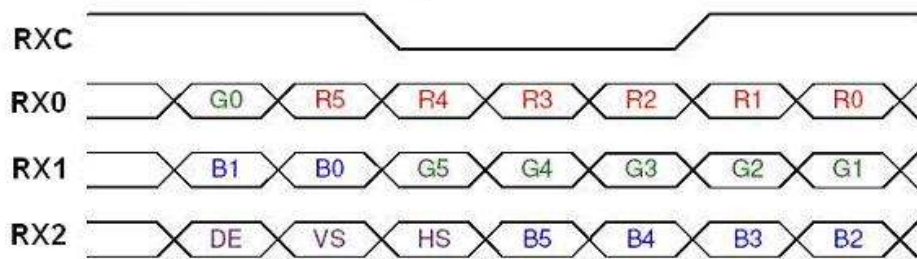 RXC
RX0 G0 R5 R4 R3 R2 R1 R0
RX1 B1 B0 G5 G4 G3 G2 G1
RX2 DE VS HS B5 B4 B3 B2